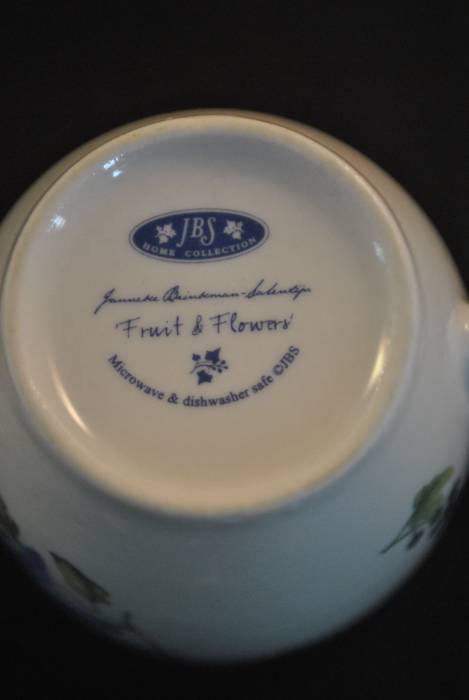 JBS
HOME COLLECTION
Janneke Brinkman-Salentijn
'Fruit & Flowers'
Microwave & dishwasher safe ©JBS